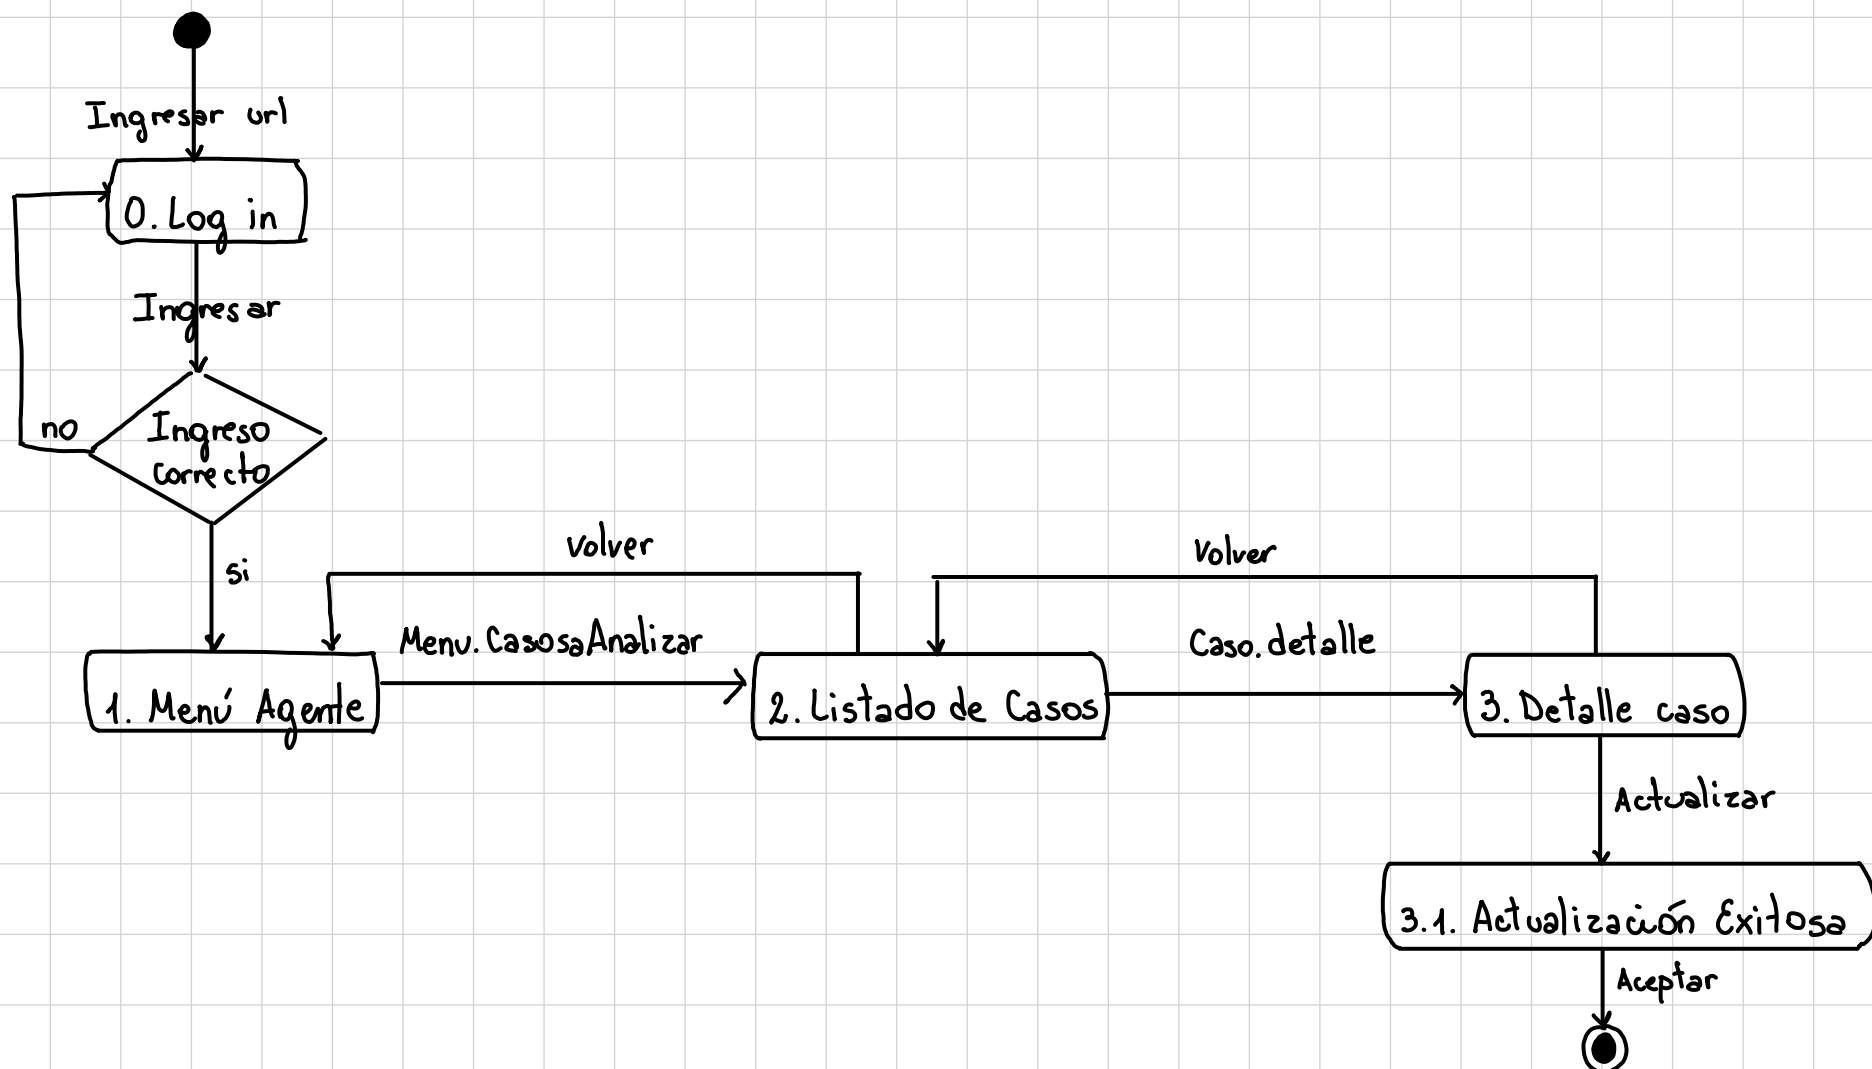 Ingresar url
0. Log in
Ingresar
no
Ingreso
correcto
si
Volver
Volver
Menu. CasosaAnalizar
Caso. detalle
1. Menú Agente
2. Listado de Casos
3. Detalle caso
Actualizar
3.1. Actualización Exitosa
Aceptar